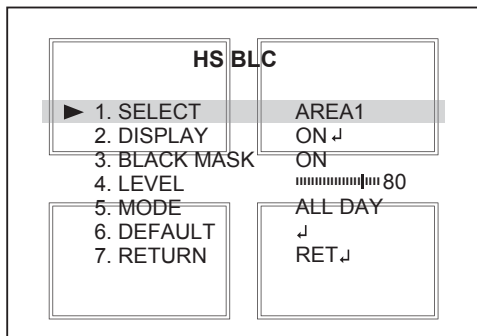 HS BLC
► 1. SELECT AREA1
2. DISPLAY ON↲
3. BLACK MASK ON
4. LEVEL 80
5. MODE ALL DAY
6. DEFAULT ↲
7. RETURN RET↲